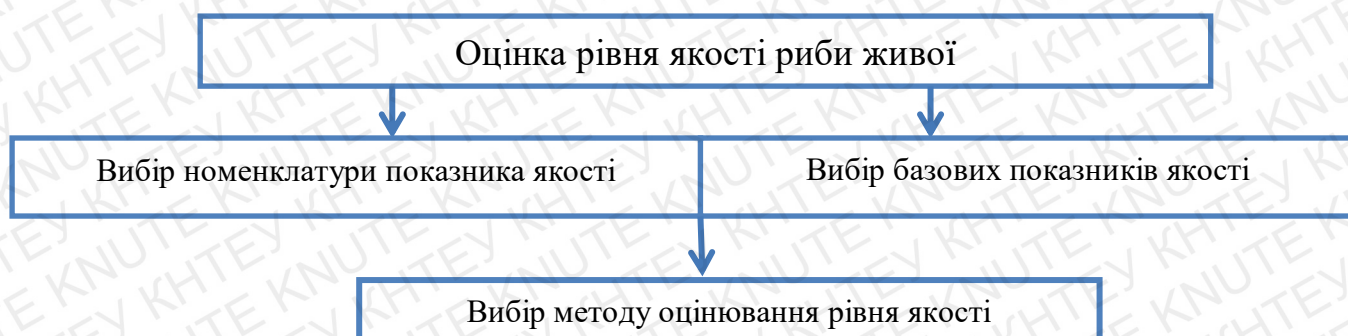 Оцінка рівня якості риби живої
Вибір номенклатури показника якості
Вибір базових показників якості
Вибір методу оцінювання рівня якості